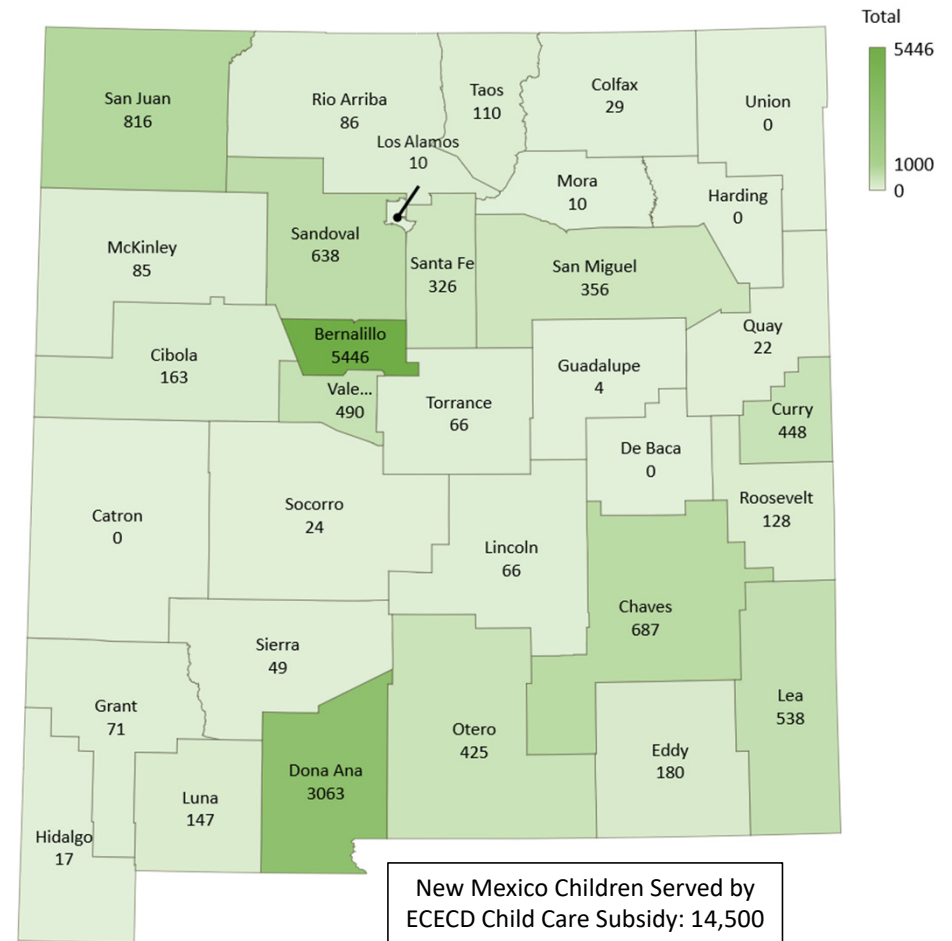 Total
5446
1000
0
San Juan
816
Rio Arriba
86
Taos
110
Colfax
29
Union
0
Los Alamos
10
Mora
10
Harding
0
McKinley
85
Sandoval
638
Santa Fe
326
San Miguel
356
Bernalillo
5446
Cibola
163
Vale...
490
Torrance
66
Guadalupe
4
Quay
22
Curry
448
De Baca
0
Roosevelt
128
Catron
0
Socorro
24
Lincoln
66
Chaves
687
Sierra
49
Grant
71
Otero
425
Lea
538
Eddy
180
Dona Ana
3063
Luna
147
Hidalgo
17
New Mexico Children Served by
ECECD Child Care Subsidy: 14,500